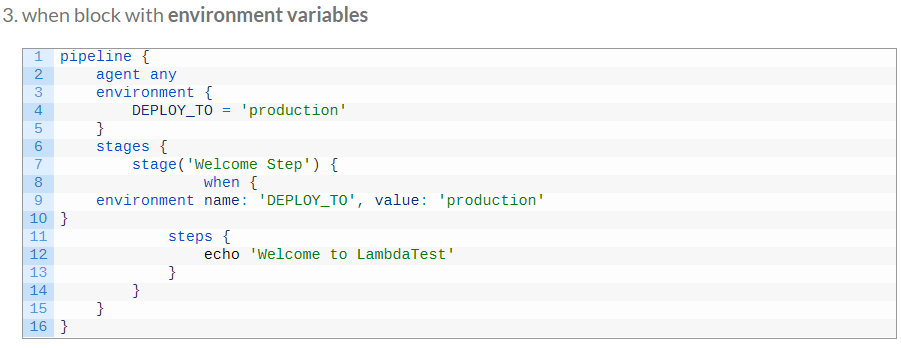 3. when block with environment variables
1 pipeline {
2     agent any
3     environment {
4         DEPLOY_TO = 'production'
5     }
6     stages {
7         stage('Welcome Step') {
8                 when {
9     environment name: 'DEPLOY_TO', value: 'production'
10 }
11             steps {
12                 echo 'Welcome to LambdaTest'
13             }
14         }
15     }
16 }